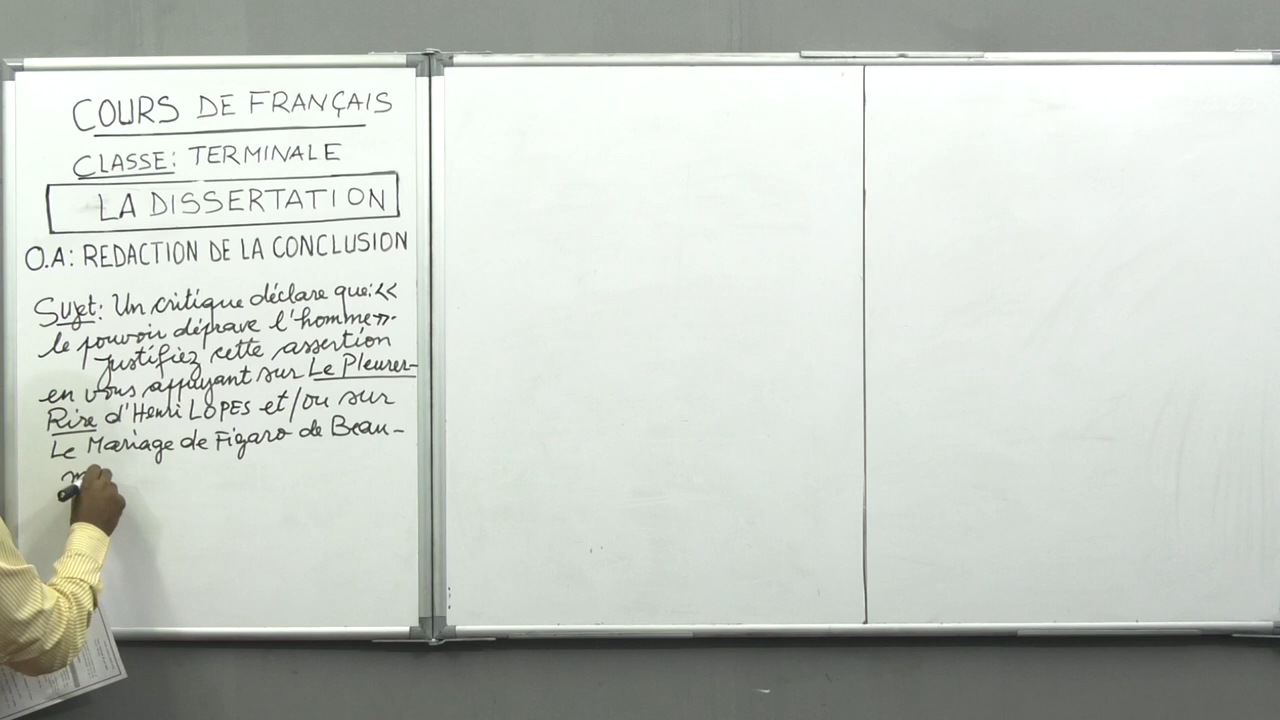 COURS DE FRANÇAIS
CLASSE: TERMINALE
LA DISSERTATION
O.A: REDACTION DE LA CONCLUSION
Sujet: Un critique déclare que: «
le pouvoir déprave l'homme».
Justifiez cette assertion
en vous appuyant sur Le Pleurer-
Rire d'Henri LOPES et/ou sur
Le Mariage de Figaro de Beau-
m